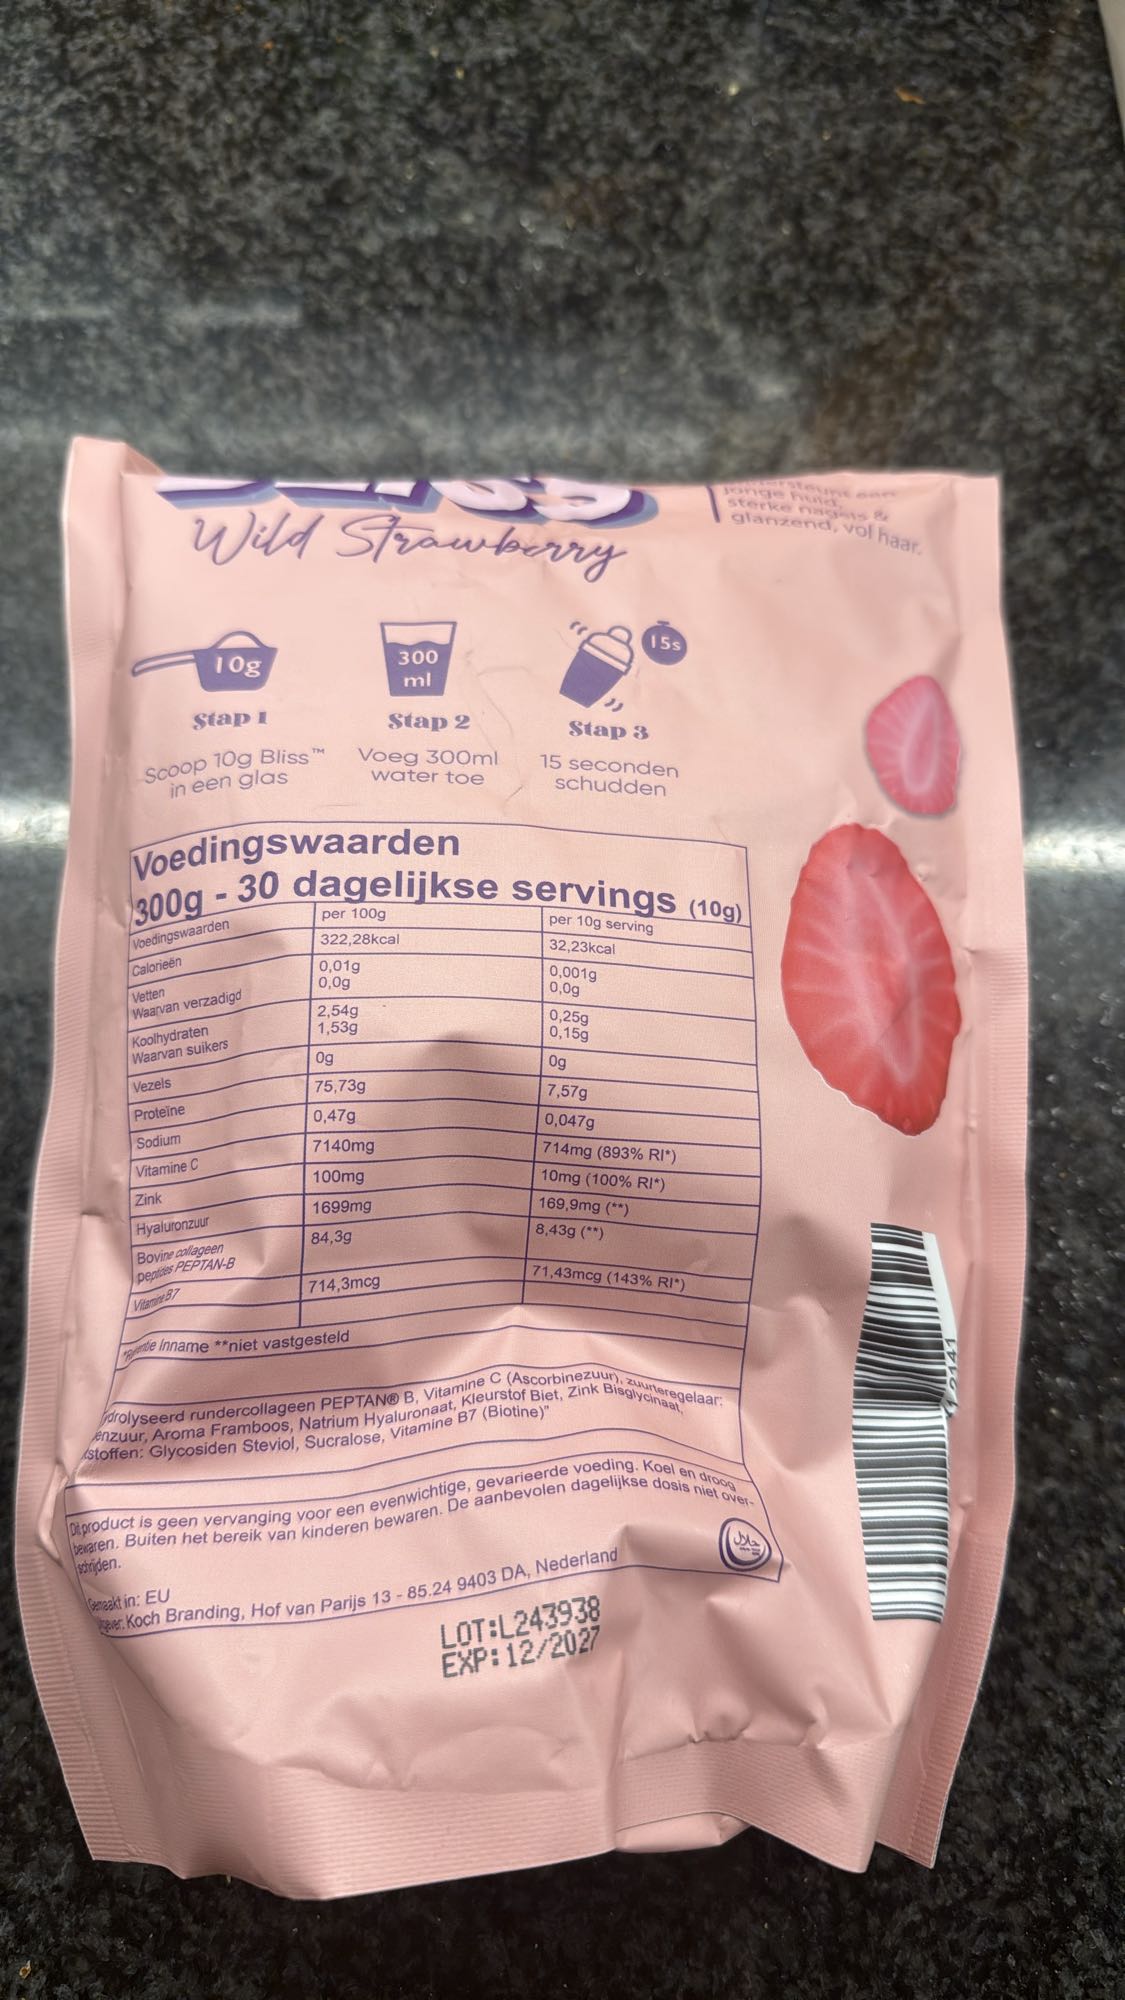 Wild Strawberry
jonge huid,
sterke nagels &
glanzend, vol haar.
10g
300
ml
15s
Stap 1
Stap 2
Stap 3
Scoop 10g Bliss™
in een glas
Voeg 300ml
water toe
15 seconden
schudden
Voedingswaarden
300g - 30 dagelijkse servings (10g)
Voedingswaarden per 100g per 10g serving
Calorieën 322,28kcal 32,23kcal
Vetten 0,01g 0,001g
Waarvan verzadigd 0,0g 0,0g
Koolhydraten 2,54g 0,25g
Waarvan suikers 1,53g 0,15g
Vezels 0g 0g
Proteïne 75,73g 7,57g
Sodium 0,47g 0,047g
Vitamine C 7140mg 714mg (893% RI*)
Zink 100mg 10mg (100% RI*)
Hyaluronzuur 1699mg 169,9mg (**)
Bovine collageen 84,3g 8,43g (**)
peptides PEPTAN-B
Vitamine B7 714,3mcg 71,43mcg (143% RI*)
Inname **niet vastgesteld
rundercollageen PEPTAN® B, Vitamine C (Ascorbinezuur), zuurteregelaar:
Aroma Framboos, Natrium Hyaluronaat, Kleurstof Biet, Zink Bisglycinaat,
Glycosiden Steviol, Sucralose, Vitamine B7 (Biotine)"
Dit product is geen vervanging voor een evenwichtige, gevarieerde voeding. Koel en droog
bewaren. Buiten het bereik van kinderen bewaren. De aanbevolen dagelijkse dosis niet over-
schrijden.
Gemaakt in: EU
Koch Branding, Hof van Parijs 13 - 85.24 9403 DA, Nederland
حلال
LOT:L243938
EXP:12/2027